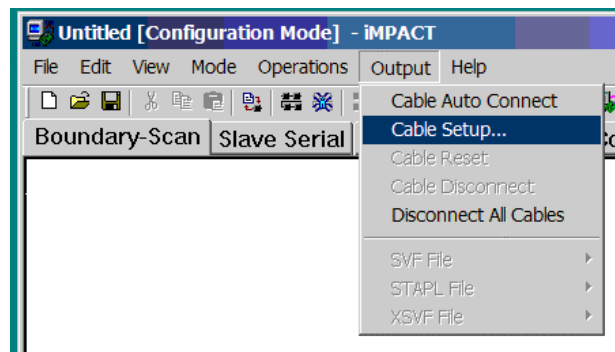 Untitled [Configuration Mode] - iMPACT
File Edit View Mode Operations Output Help
Boundary-Scan Slave Serial
Cable Auto Connect
Cable Setup...
Cable Reset
Cable Disconnect
Disconnect All Cables
SVF File
STAPL File
XSVF File